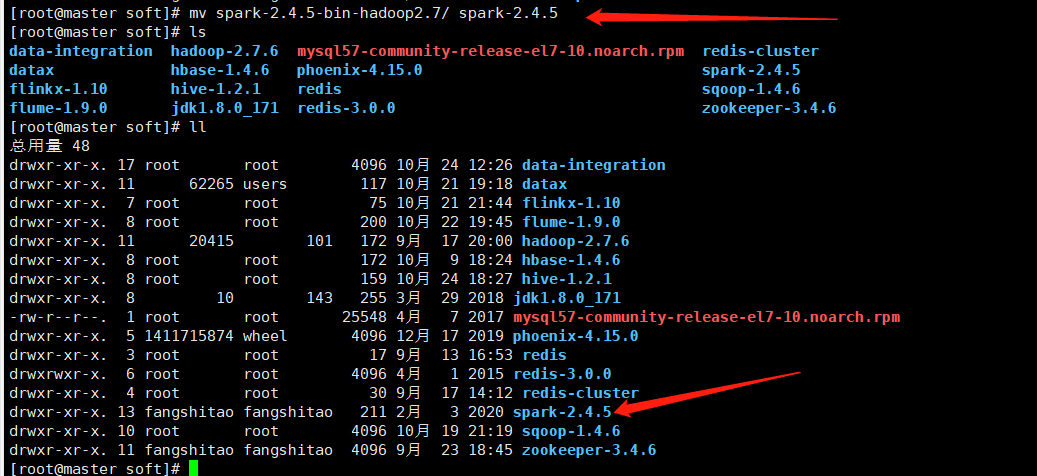 [root@master soft]# mv spark-2.4.5-bin-hadoop2.7/ spark-2.4.5
[root@master soft]# ls
data-integration  hadoop-2.7.6  mysql57-community-release-el7-10.noarch.rpm  redis-cluster
datax             hbase-1.4.6   phoenix-4.15.0                               spark-2.4.5
flinkx-1.10       hive-1.2.1    redis                                        sqoop-1.4.6
flume-1.9.0       jdk1.8.0_171  redis-3.0.0                                  zookeeper-3.4.6
[root@master soft]# ll
总用量 48
drwxr-xr-x. 17 root       root        4096 10月 24 12:26 data-integration
drwxr-xr-x. 11      62265 users        117 10月 21 19:18 datax
drwxr-xr-x.  7 root       root          75 10月 21 21:44 flinkx-1.10
drwxr-xr-x.  8 root       root         200 10月 22 19:45 flume-1.9.0
drwxr-xr-x. 11      20415        101   172 9月  17 20:00 hadoop-2.7.6
drwxr-xr-x.  8 root       root         172 10月  9 18:24 hbase-1.4.6
drwxr-xr-x.  8 root       root         159 10月 24 18:27 hive-1.2.1
drwxr-xr-x.  8         10        143   255 3月  29 2018 jdk1.8.0_171
-rw-r--r--.  1 root       root       25548 4月   7 2017 mysql57-community-release-el7-10.noarch.rpm
drwxr-xr-x.  5 1411715874 wheel       4096 12月 17 2019 phoenix-4.15.0
drwxr-xr-x.  3 root       root          17 9月  13 16:53 redis
drwxrwxr-x.  6 root       root        4096 4月   1 2015 redis-3.0.0
drwxr-xr-x.  4 root       root          30 9月  17 14:12 redis-cluster
drwxr-xr-x. 13 fangshitao fangshitao   211 2月   3 2020 spark-2.4.5
drwxr-xr-x. 10 root       root        4096 10月 19 21:19 sqoop-1.4.6
drwxr-xr-x. 11 fangshitao fangshitao  4096 9月  23 18:45 zookeeper-3.4.6
[root@master soft]#